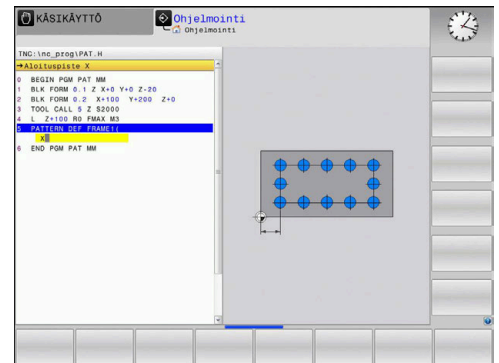 KÄSIKÄYTTÖ
Ohjelmointi
Ohjelmointi
TNC:\nc_prog\PAT.H
→Aloituspiste X
0 BEGIN PGM PAT MM
1 BLK FORM 0.1 Z X+0 Y+0 Z-20
2 BLK FORM 0.2 X+100 Y+200 Z+0
3 TOOL CALL 5 Z S2000
4 L Z+100 R0 FMAX M3
5 PATTERN DEF FRAME1(
X
6 END PGM PAT MM